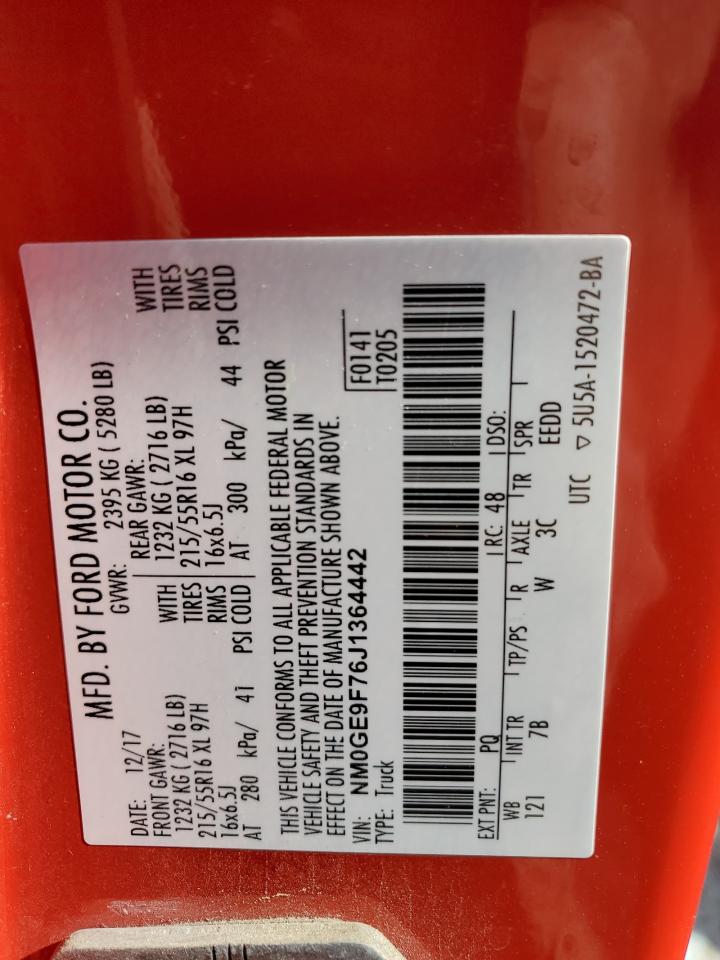 MFD. BY FORD MOTOR CO.
DATE: 12/17 GVWR: 2395 KG ( 5280 LB)
FRONT GAWR: REAR GAWR:
1232 KG ( 2716 LB) WITH 1232 KG ( 2716 LB) WITH
215/55R16 XL 97H TIRES 215/55R16 XL 97H TIRES
16x6.5J RIMS 16x6.5J RIMS
AT 280 kPa/ 41 PSI COLD AT 300 kPa/ 44 PSI COLD
THIS VEHICLE CONFORMS TO ALL APPLICABLE FEDERAL MOTOR
VEHICLE SAFETY AND THEFT PREVENTION STANDARDS IN
EFFECT ON THE DATE OF MANUFACTURE SHOWN ABOVE.
VIN: NM0GE9F76J1364442 F0141
TYPE: Truck T0205
EXT PNT: PQ RC: 48 DSO:
WB INT TR TP/PS R AXLE TR SPR
121 7B W 3C EEDD
UTC ▽ 5U5A-1520472-BA